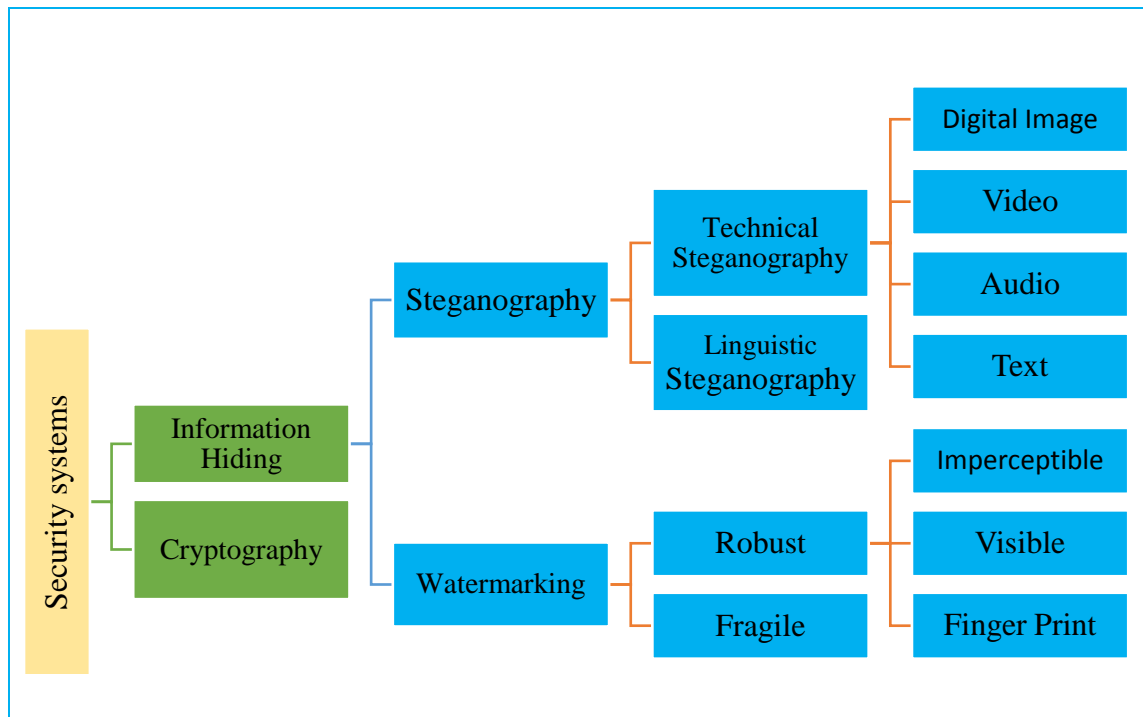 Security systems
Information
Hiding
Cryptography
Steganography
Watermarking
Technical
Steganography
Linguistic
Steganography
Robust
Fragile
Digital Image
Video
Audio
Text
Imperceptible
Visible
Finger Print